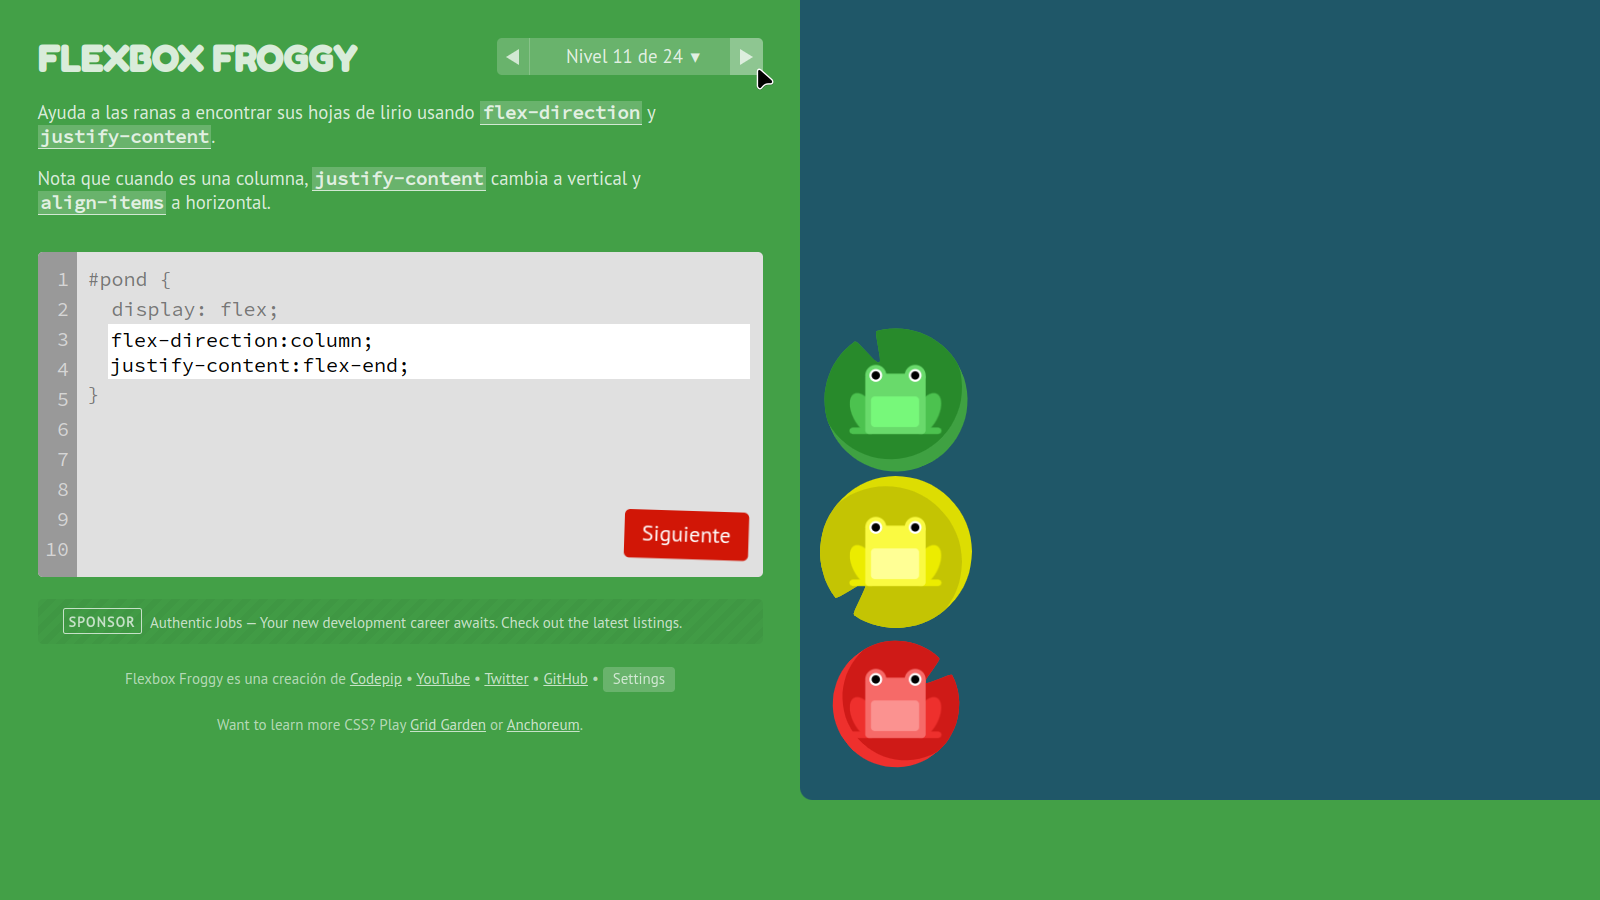 FLEXBOX FROGGY
◀ Nivel 11 de 24 ▼ ▶
Ayuda a las ranas a encontrar sus hojas de lirio usando flex-direction y
justify-content.
Nota que cuando es una columna, justify-content cambia a vertical y
align-items a horizontal.
1 #pond {
2 display: flex;
3 flex-direction:column;
4 justify-content:flex-end;
5 }
6
7
8
9
10
Siguiente
SPONSOR Authentic Jobs — Your new development career awaits. Check out the latest listings.
Flexbox Froggy es una creación de Codepip • YouTube • Twitter • GitHub • Settings
Want to learn more CSS? Play Grid Garden or Anchoreum.